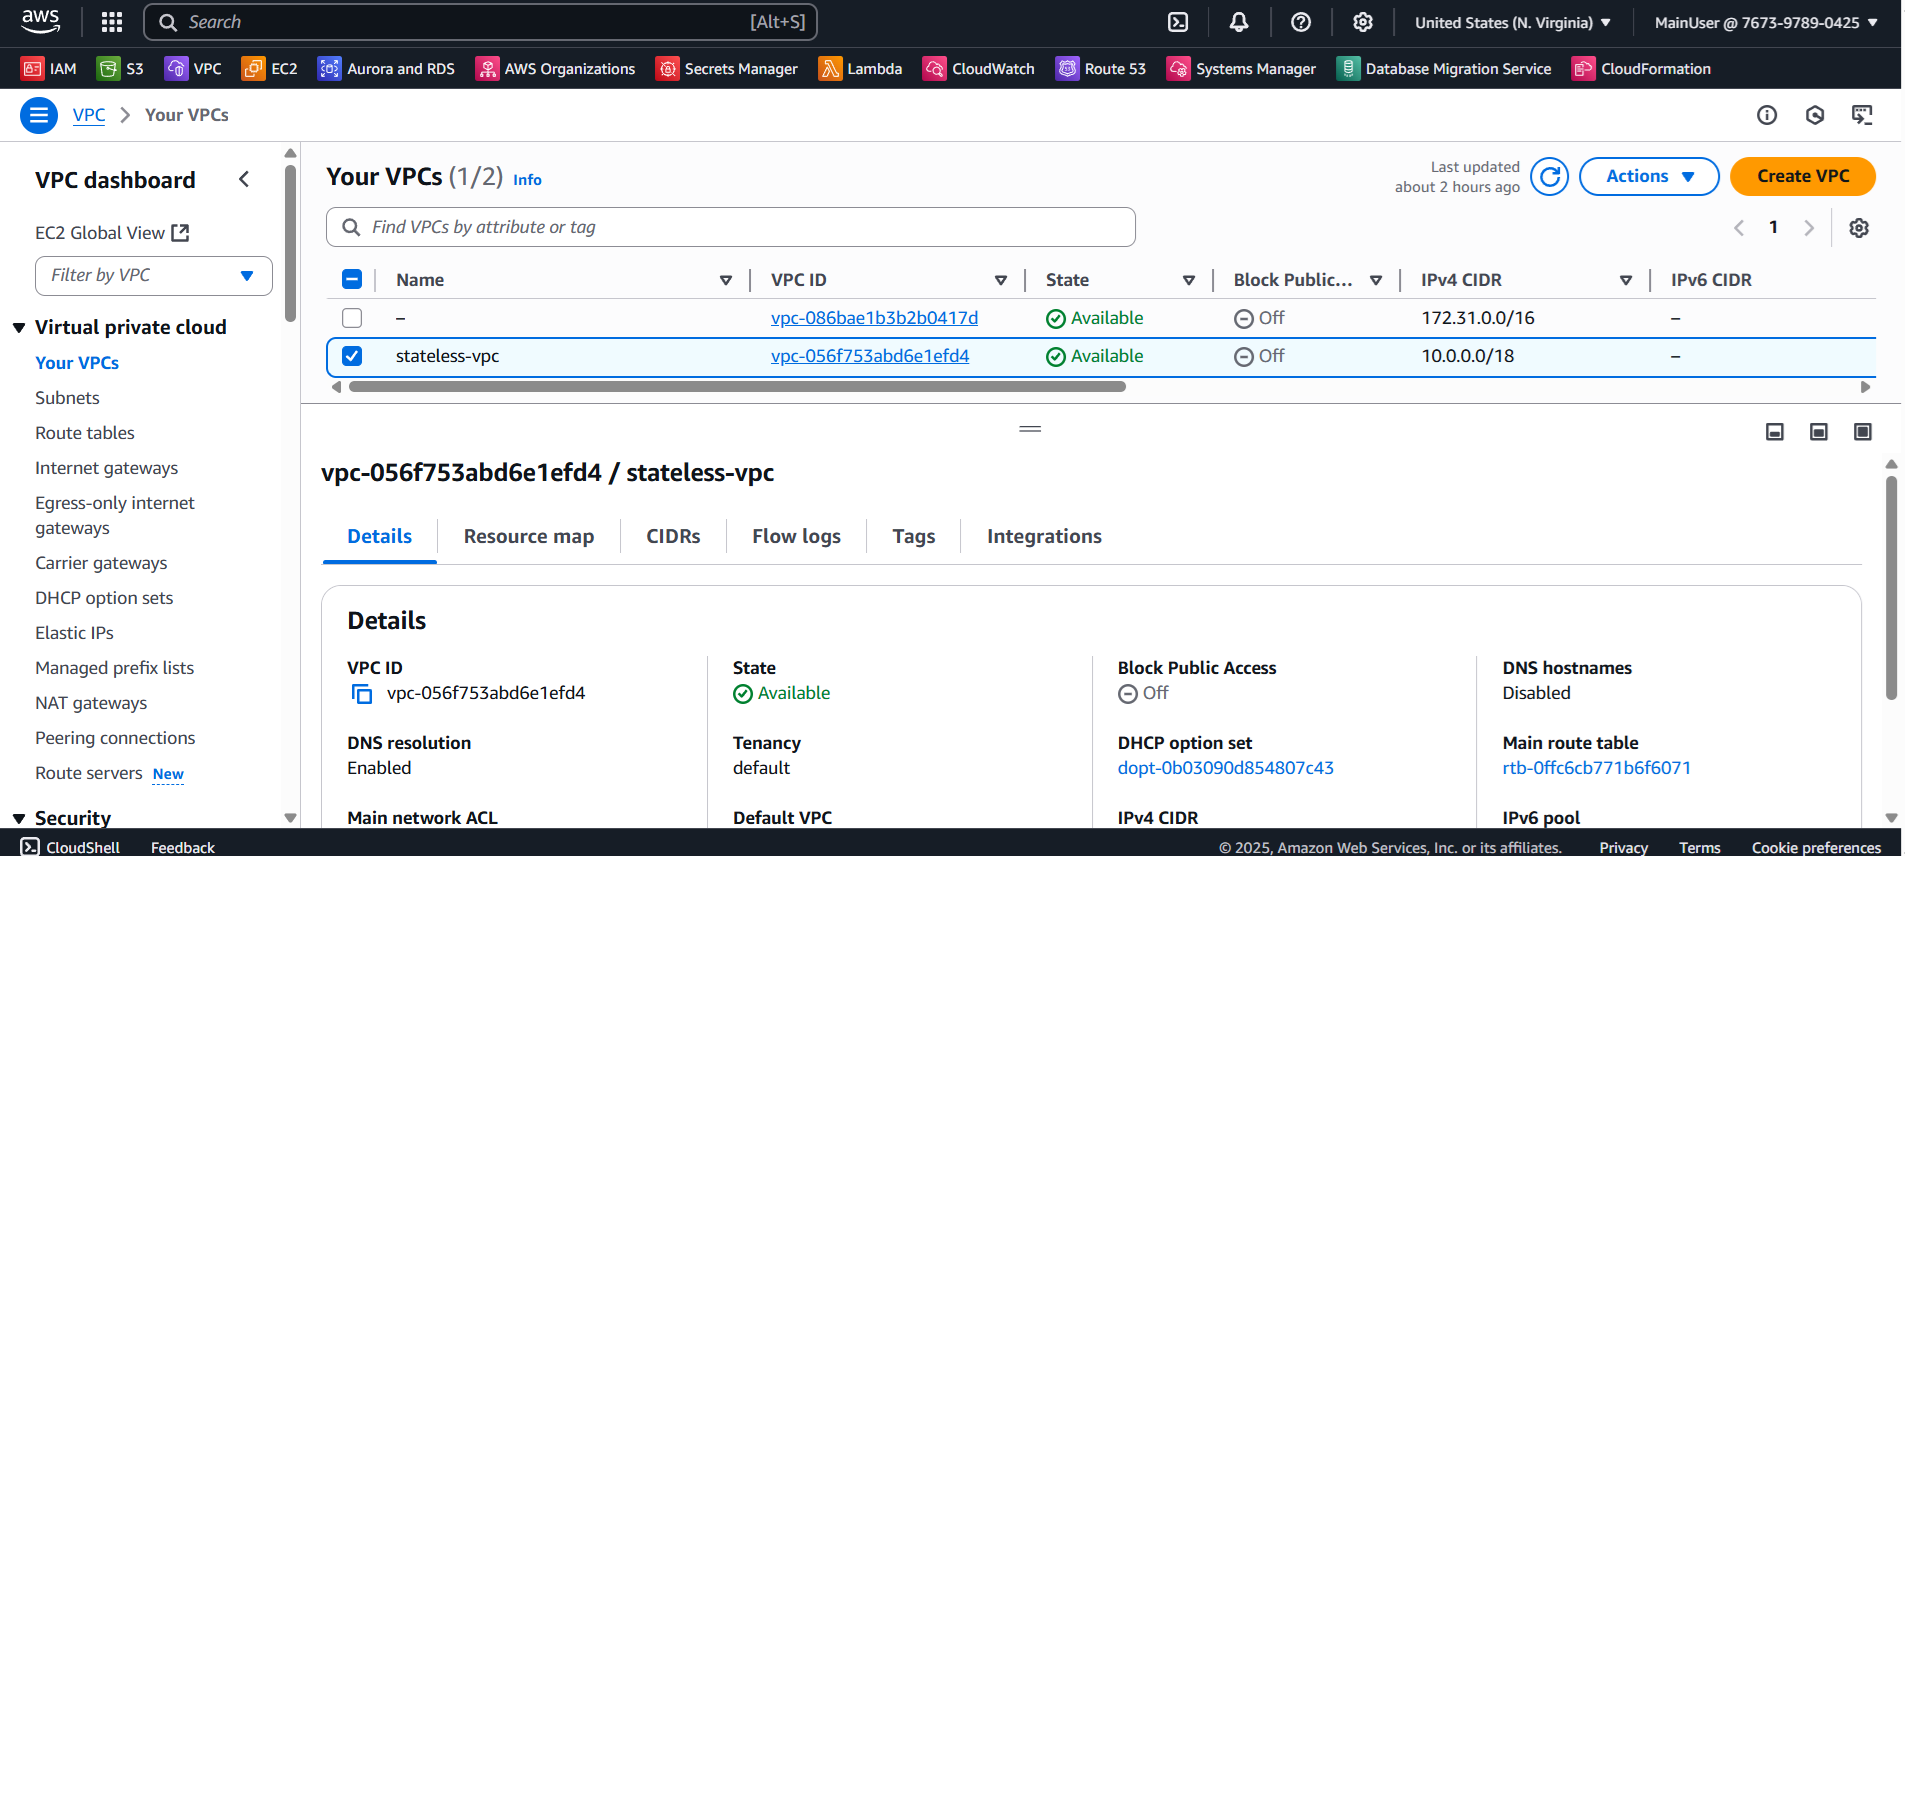 aws
Search [Alt+S]
United States (N. Virginia)
MainUser @ 7673-9789-0425
IAM S3 VPC EC2 Aurora and RDS AWS Organizations Secrets Manager Lambda CloudWatch Route 53 Systems Manager Database Migration Service CloudFormation
VPC Your VPCs
VPC dashboard
EC2 Global View
Filter by VPC
Virtual private cloud
Your VPCs
Subnets
Route tables
Internet gateways
Egress-only internet
gateways
Carrier gateways
DHCP option sets
Elastic IPs
Managed prefix lists
NAT gateways
Peering connections
Route servers New
Security
Your VPCs (1/2) Info
Last updated
about 2 hours ago
Actions
Create VPC
Find VPCs by attribute or tag
1
Name VPC ID State Block Public... IPv4 CIDR IPv6 CIDR
– vpc-086bae1b3b2b0417d Available Off 172.31.0.0/16 –
stateless-vpc vpc-056f753abd6e1efd4 Available Off 10.0.0.0/18 –
vpc-056f753abd6e1efd4 / stateless-vpc
Details Resource map CIDRs Flow logs Tags Integrations
Details
VPC ID
vpc-056f753abd6e1efd4
State
Available
Block Public Access
Off
DNS hostnames
Disabled
DNS resolution
Enabled
Tenancy
default
DHCP option set
dopt-0b03090d854807c43
Main route table
rtb-0ffc6cb771b6f6071
Main network ACL
Default VPC
IPv4 CIDR
IPv6 pool
CloudShell Feedback
© 2025, Amazon Web Services, Inc. or its affiliates. Privacy Terms Cookie preferences